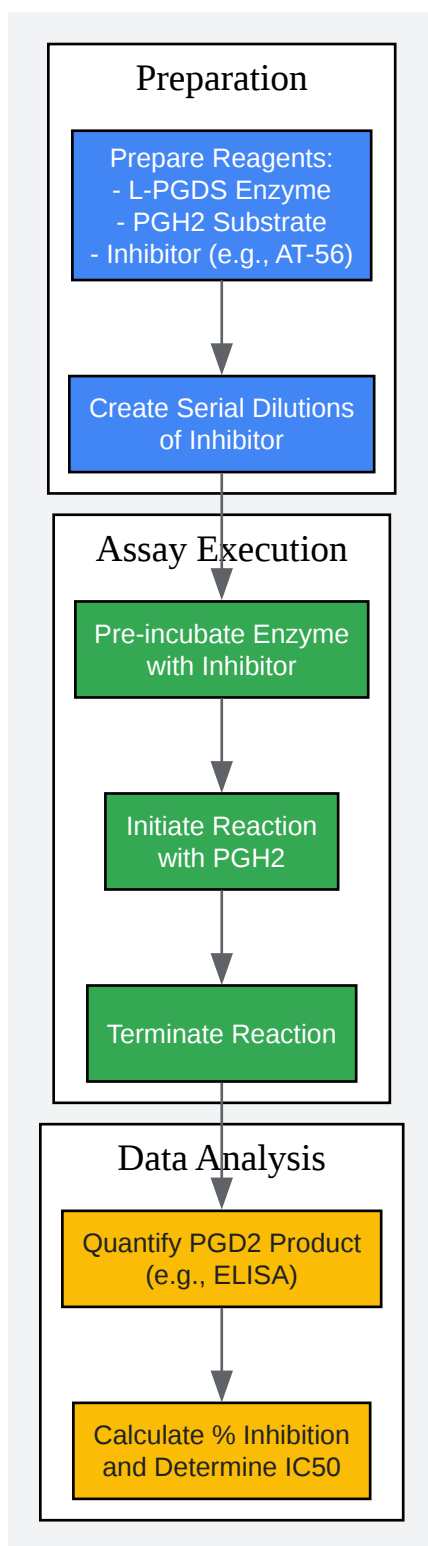 Preparation
Prepare Reagents:
- L-PGDS Enzyme
- PGH2 Substrate
- Inhibitor (e.g., AT-56)
Create Serial Dilutions
of Inhibitor
Assay Execution
Pre-incubate Enzyme
with Inhibitor
Initiate Reaction
with PGH2
Terminate Reaction
Data Analysis
Quantify PGD2 Product
(e.g., ELISA)
Calculate % Inhibition
and Determine IC50